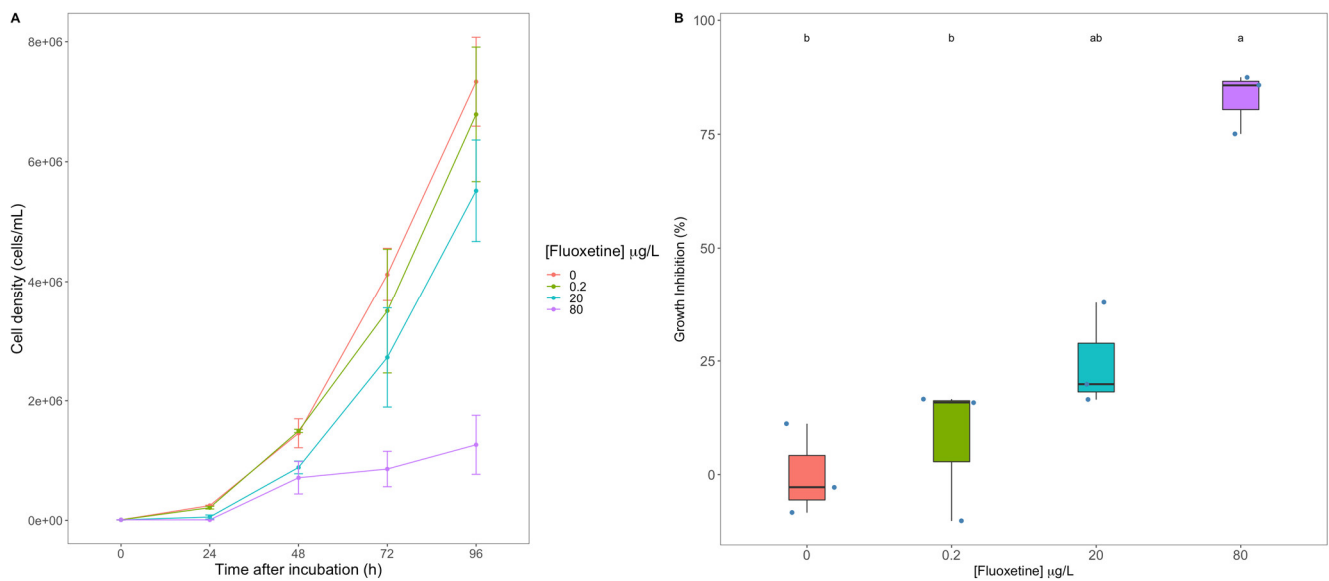 A
8e+06
6e+06
4e+06
2e+06
0e+00
Cell density (cells/mL)
0 24 48 72 96
Time after incubation (h)
[Fluoxetine] μg/L
0
0.2
20
80
B
100
75
50
25
0
Growth Inhibition (%)
b b ab a
0 0.2 20 80
[Fluoxetine] μg/L